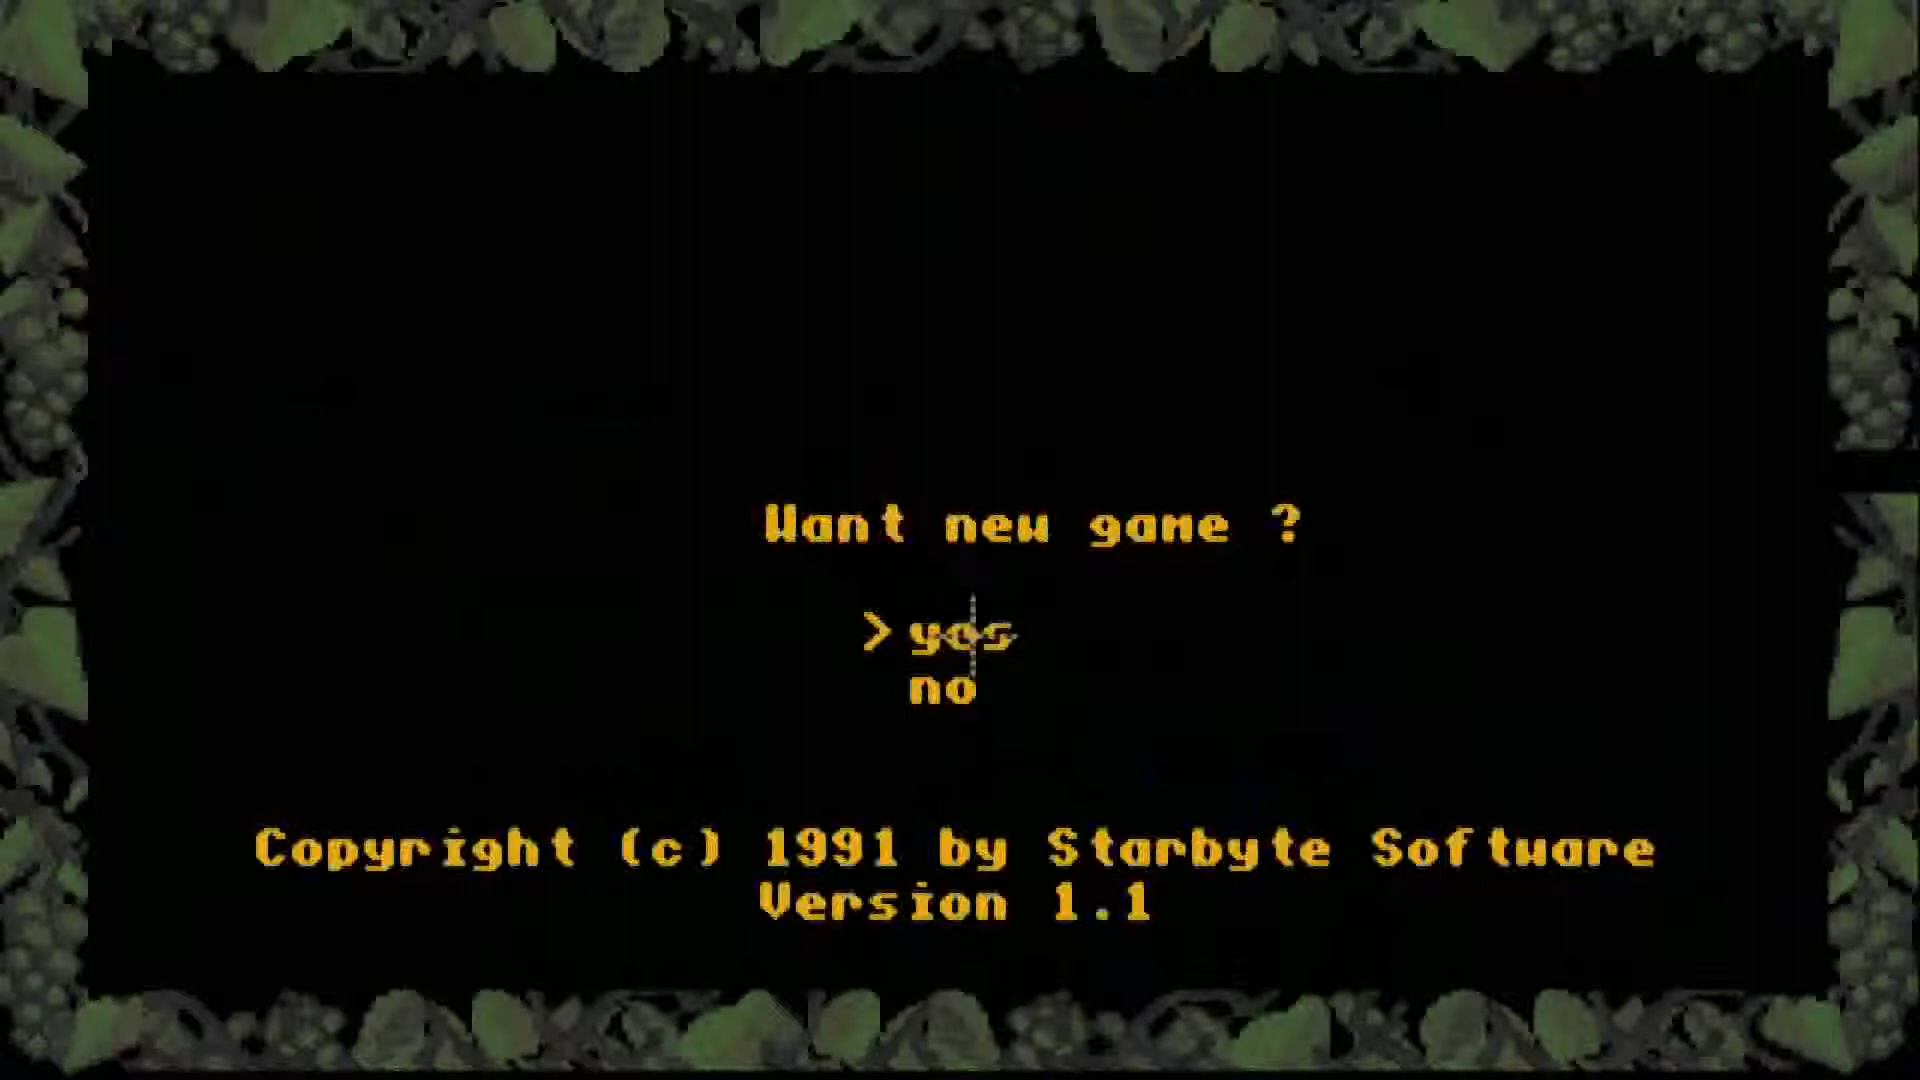 Want new game ?
> yes
no
Copyright (c) 1991 by Starbyte Software
Version 1.1